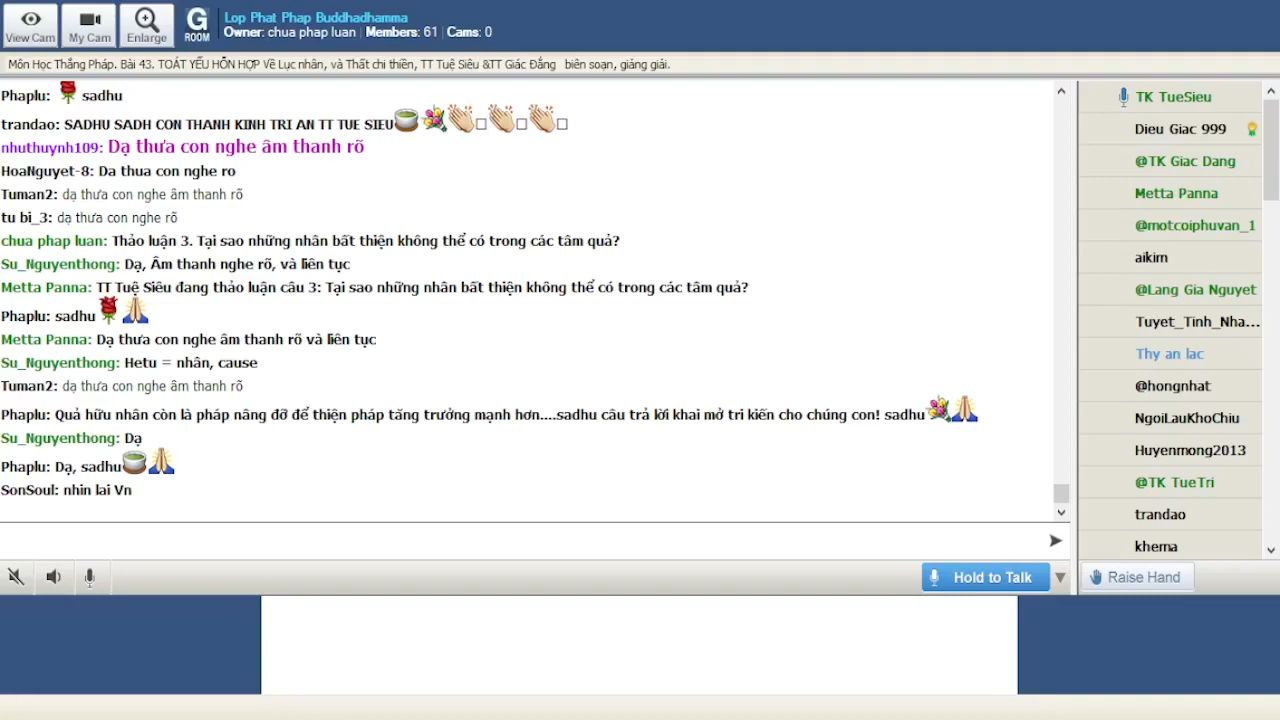 View Cam
My Cam
Enlarge
G
ROOM
Lop Phat Phap Buddhadhamma
Owner: chua phap luan | Members: 61 | Cams: 0
Môn Học Thắng Pháp. Bài 43. TOÁT YẾU HỖN HỢP Về Lục nhân, và Thất chi thiền, TT Tuệ Siêu &TT Giác Đẳng biên soạn, giảng giải.
Phaplu: sadhu
trandao: SADHU SADH CON THANH KINH TRI AN TT TUE SIEU
nhuthuynh109: Dạ thưa con nghe âm thanh rõ
HoaNguyet-8: Da thua con nghe ro
Tuman2: dạ thưa con nghe âm thanh rõ
tu bi_3: dạ thưa con nghe rõ
chua phap luan: Thảo luận 3. Tại sao những nhân bất thiện không thể có trong các tâm quả?
Su_Nguyenthong: Dạ, Âm thanh nghe rõ, và liên tục
Metta Panna: TT Tuệ Siêu đang thảo luận câu 3: Tại sao những nhân bất thiện không thể có trong các tâm quả?
Phaplu: sadhu
Metta Panna: Dạ thưa con nghe âm thanh rõ và liên tục
Su_Nguyenthong: Hetu = nhân, cause
Tuman2: dạ thưa con nghe âm thanh rõ
Phaplu: Quả hữu nhân còn là pháp nâng đỡ để thiện pháp tăng trưởng mạnh hơn....sadhu câu trả lời khai mở tri kiến cho chúng con! sadhu
Su_Nguyenthong: Dạ
Phaplu: Dạ, sadhu
SonSoul: nhin lai Vn
TK TueSieu
Dieu Giac 999
@TK Giac Dang
Metta Panna
@motcoiphuvan_1
aikim
@Lang Gia Nguyet
Tuyet_Tinh_Nha...
Thy an lac
@hongnhat
NgoiLauKhoChiu
Huyenmong2013
@TK TueTri
trandao
khema
Hold to Talk
Raise Hand